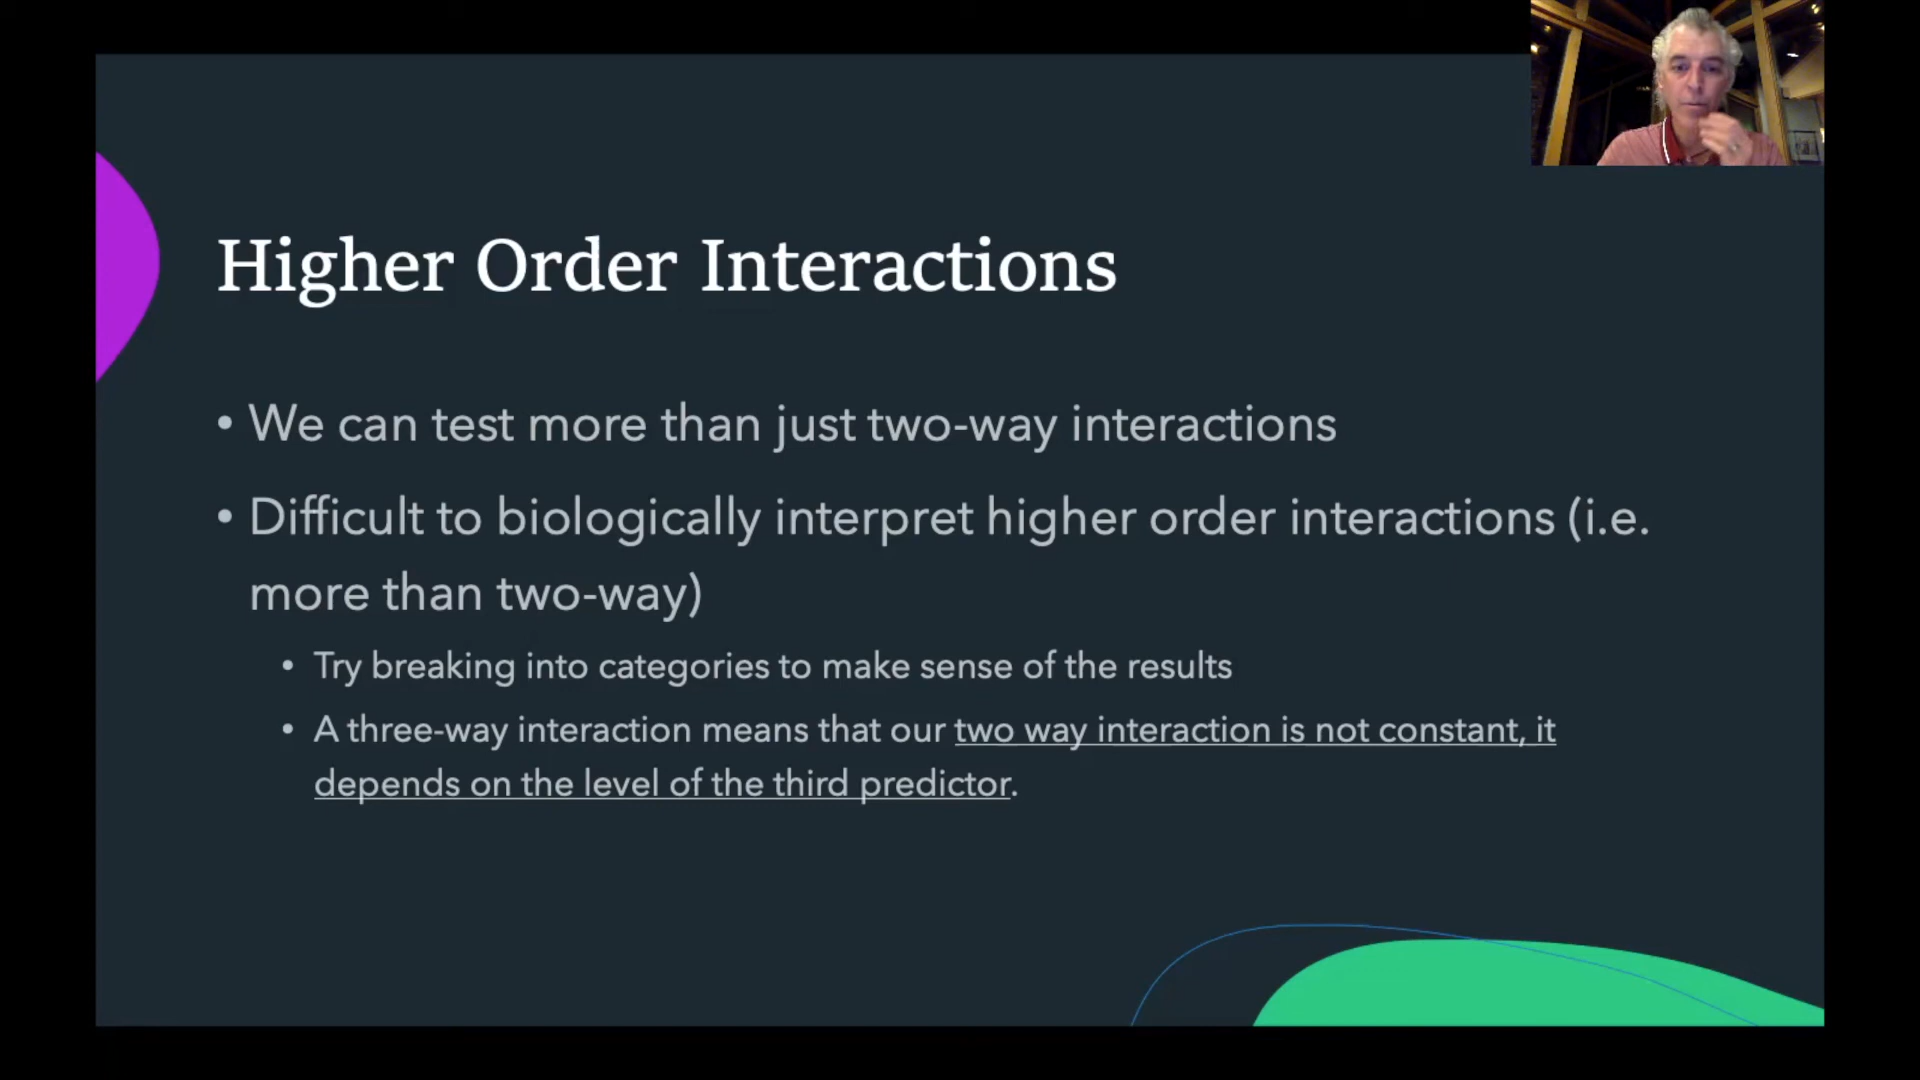 Higher Order Interactions
• We can test more than just two-way interactions
• Difficult to biologically interpret higher order interactions (i.e.
more than two-way)
• Try breaking into categories to make sense of the results
• A three-way interaction means that our two way interaction is not constant, it
depends on the level of the third predictor.